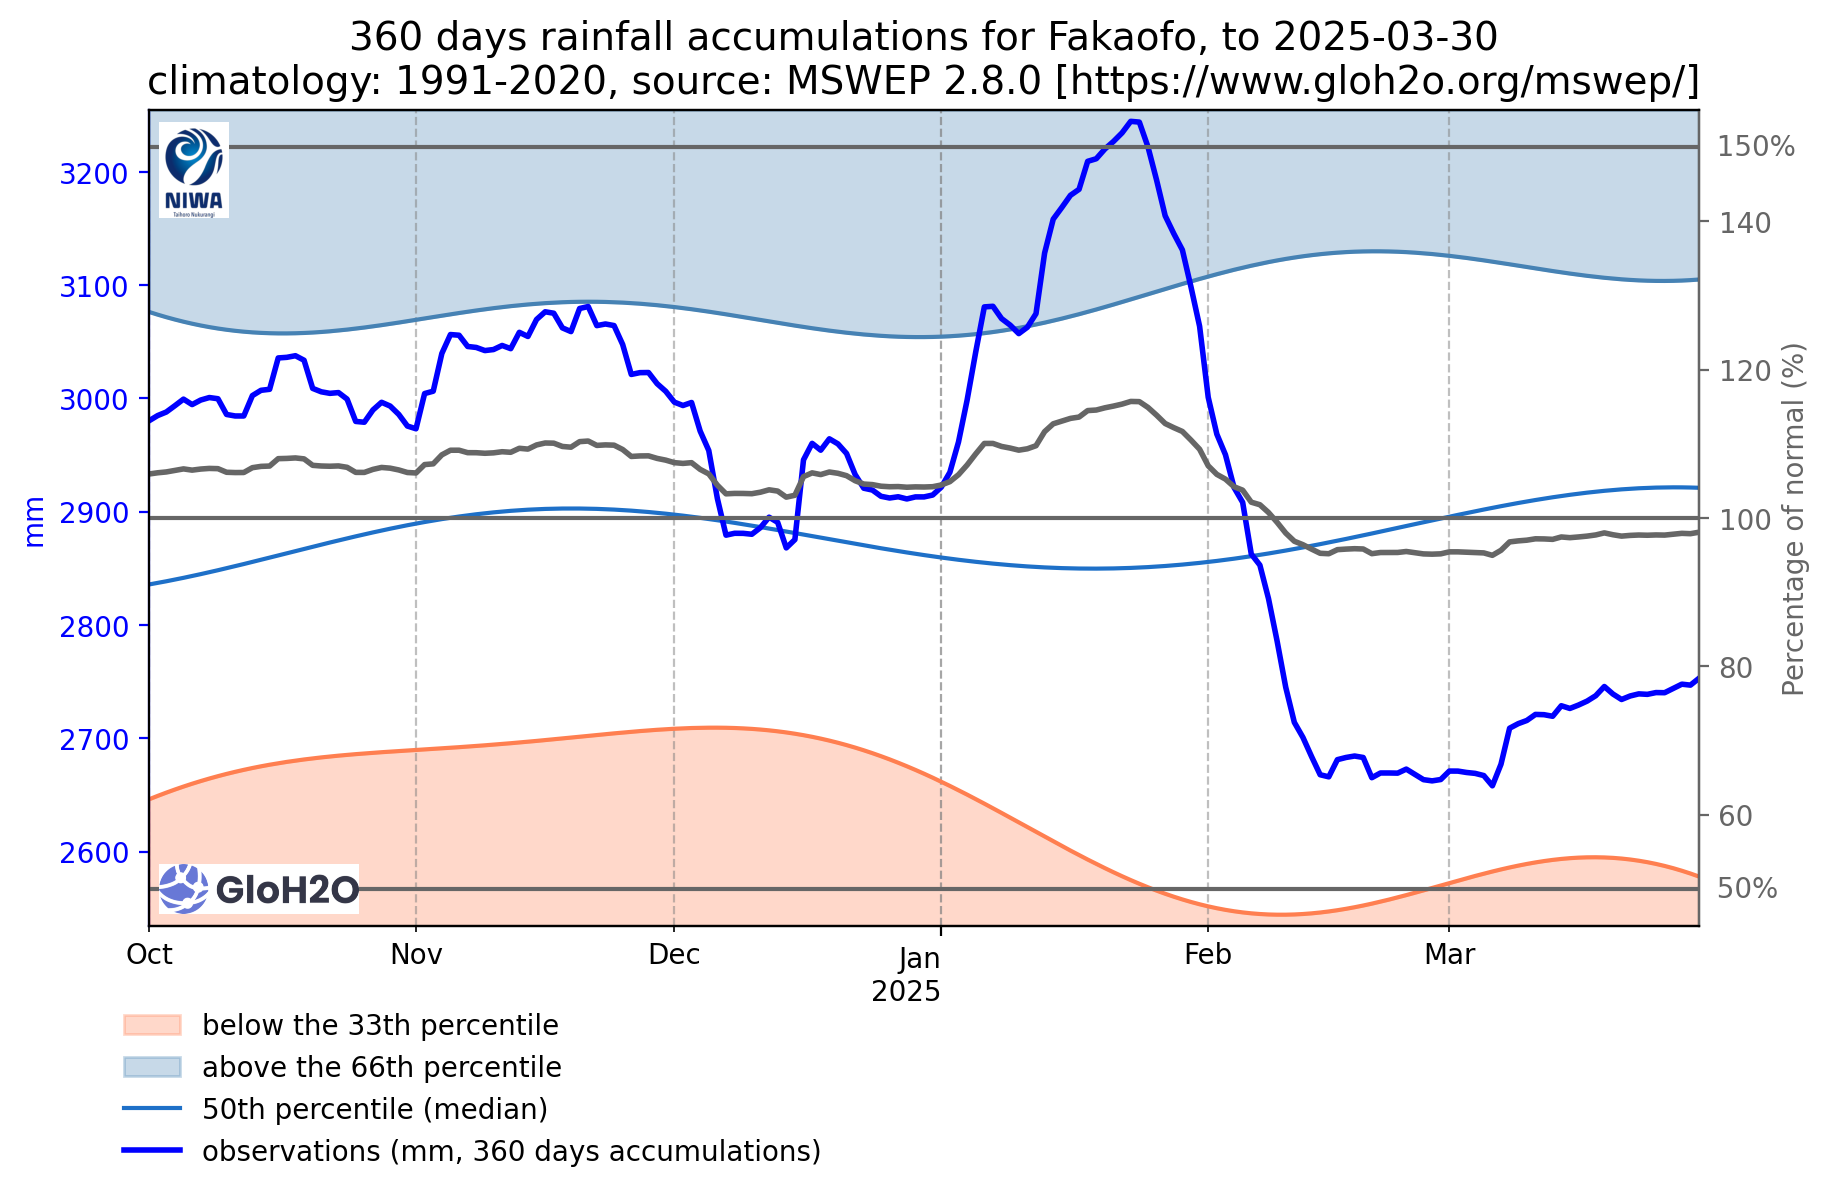 360 days rainfall accumulations for Fakaofo, to 2025-03-30
climatology: 1991-2020, source: MSWEP 2.8.0 [https://www.gloh2o.org/mswep/]
NIWA
Taihoro Nukurangi
3200
3100
3000
2900
2800
2700
2600
mm
150%
140
120
100
80
60
50%
Percentage of normal (%)
GloH2O
Oct
Nov
Dec
Jan
2025
Feb
Mar
below the 33th percentile
above the 66th percentile
50th percentile (median)
observations (mm, 360 days accumulations)